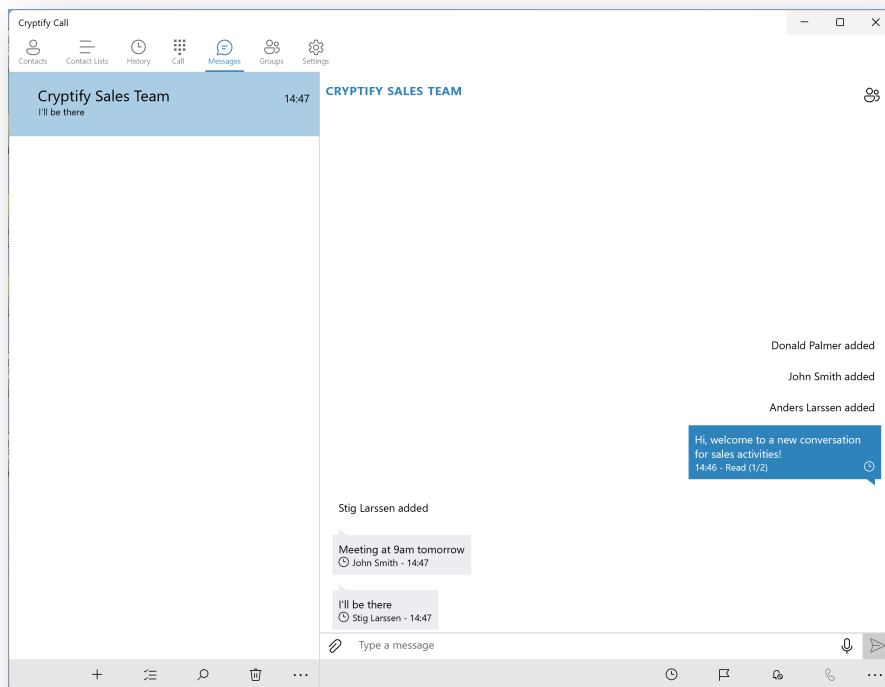 Cryptify Call
Contacts
Contact Lists
History
Call
Messages
Groups
Settings
Cryptify Sales Team
14:47
I'll be there
CRYPTIFY SALES TEAM
Donald Palmer added
John Smith added
Anders Larssen added
Hi, welcome to a new conversation
for sales activities!
14:46 - Read (1/2)
Stig Larssen added
Meeting at 9am tomorrow
John Smith - 14:47
I'll be there
Stig Larssen - 14:47
Type a message